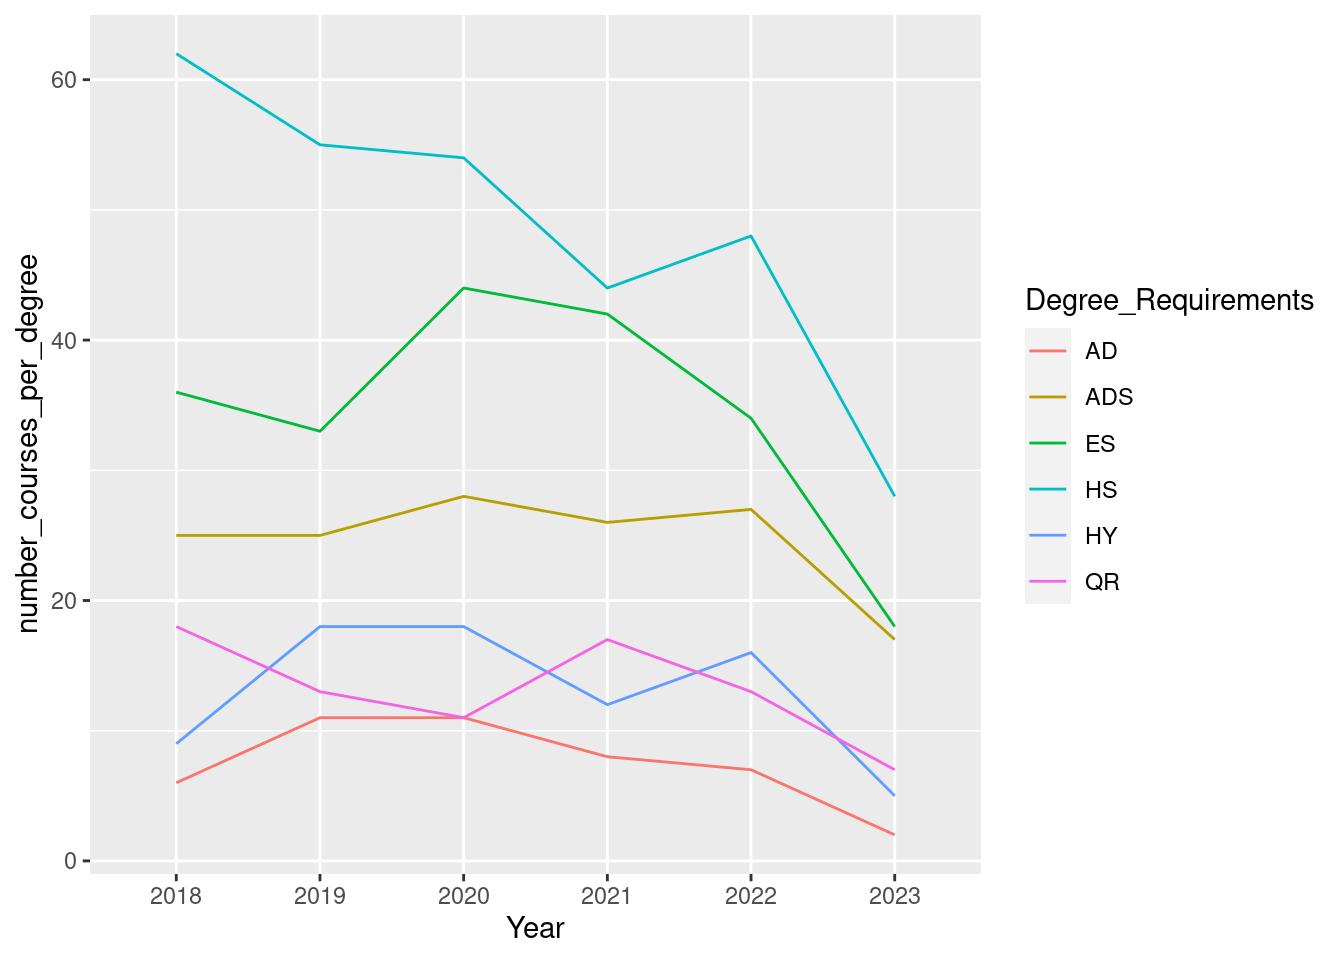 number_courses_per_degree
60
40
20
0
2018 2019 2020 2021 2022 2023
Year
Degree_Requirements
AD
ADS
ES
HS
HY
QR